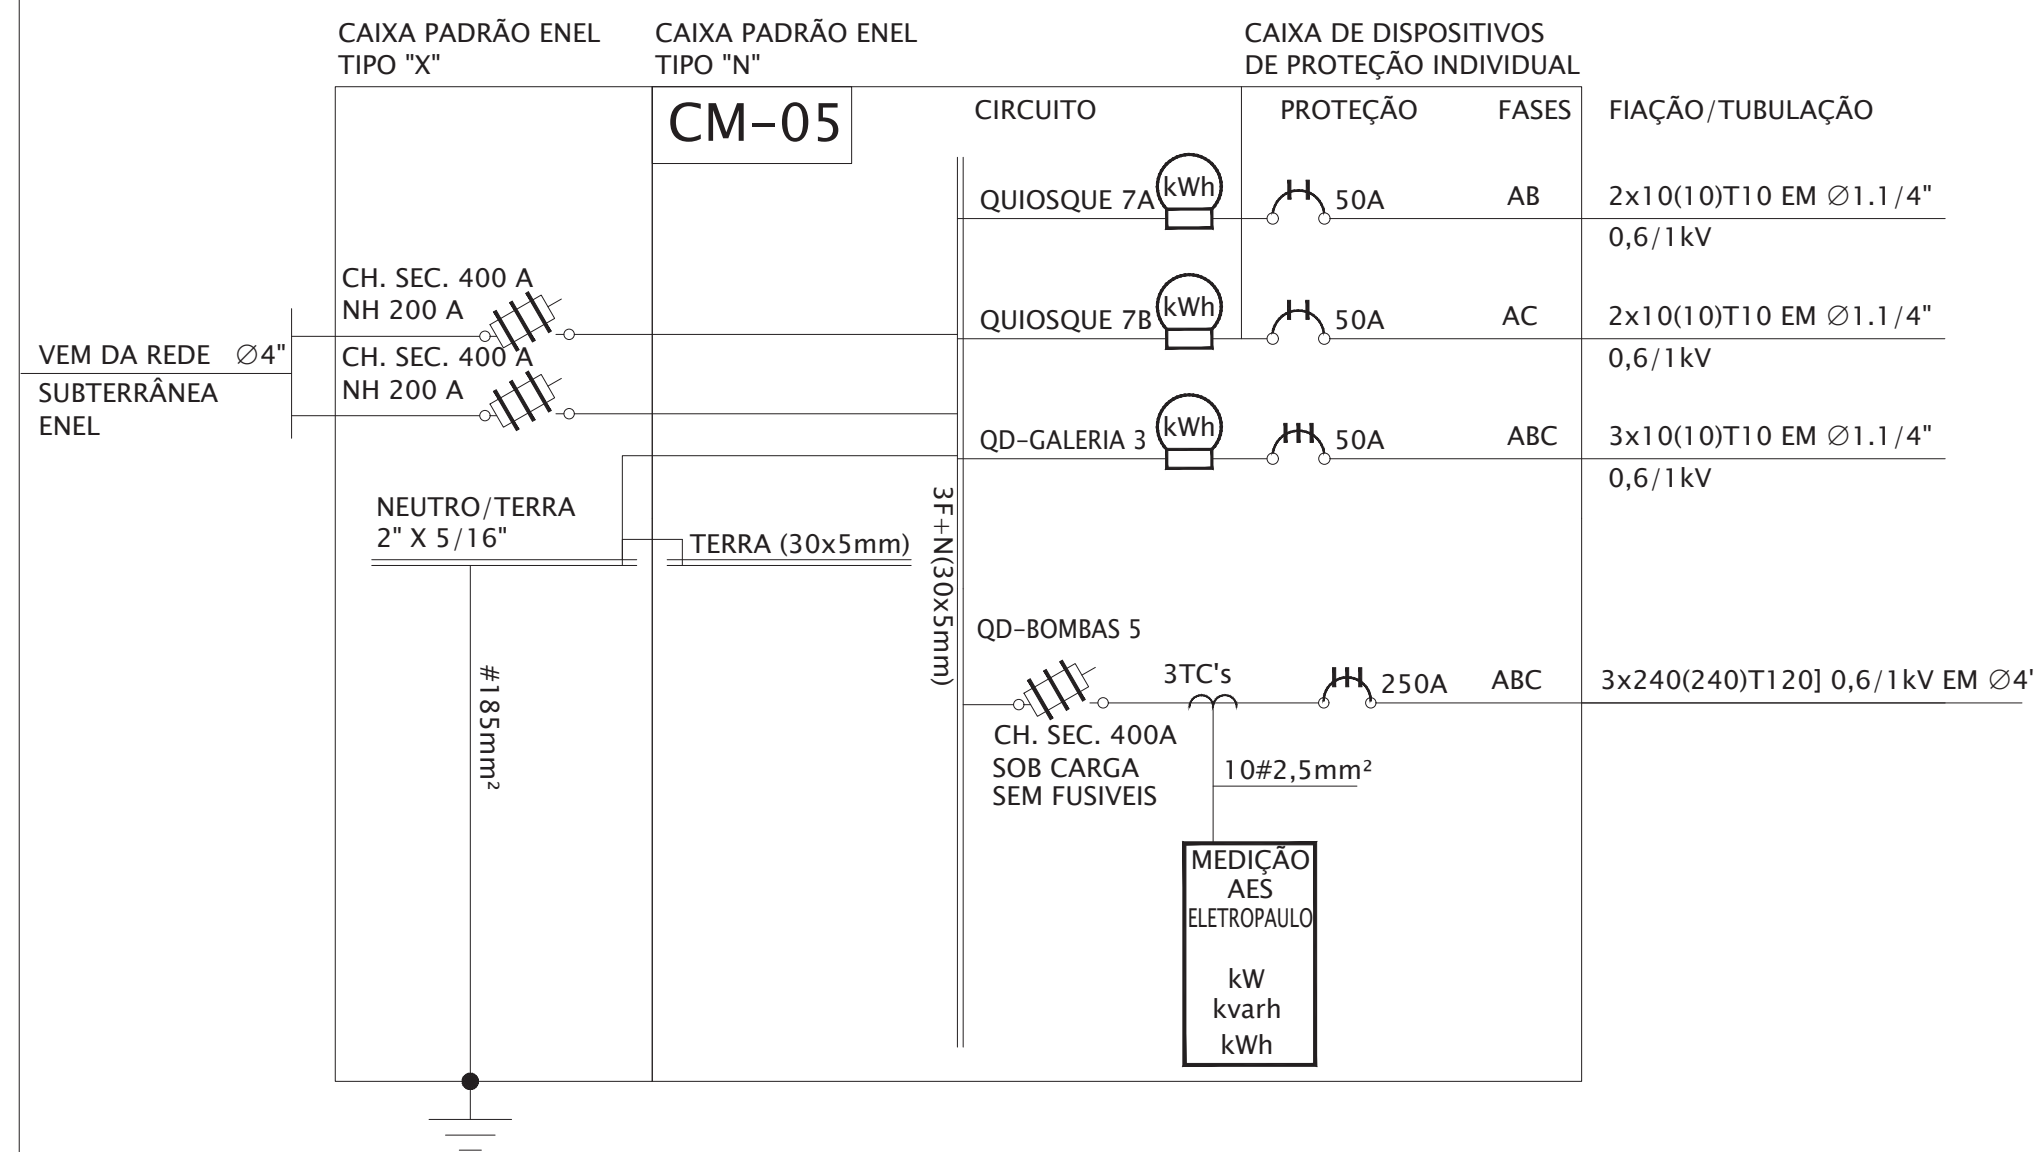 CAIXA PADRÃO ENEL
TIPO "X"
CAIXA PADRÃO ENEL
TIPO "N"
CAIXA DE DISPOSITIVOS
DE PROTEÇÃO INDIVIDUAL
CM-05
CIRCUITO
PROTEÇÃO
FASES
FIAÇÃO/TUBULAÇÃO
QUIOSQUE 7A
kWh
50A
AB
2x10(10)T10 EM ∅1.1/4"
0,6/1kV
CH. SEC. 400 A
NH 200 A
QUIOSQUE 7B
kWh
50A
AC
2x10(10)T10 EM ∅1.1/4"
0,6/1kV
VEM DA REDE ∅4"
SUBTERRÂNEA
ENEL
CH. SEC. 400 A
NH 200 A
QD-GALERIA 3
kWh
50A
ABC
3x10(10)T10 EM ∅1.1/4"
0,6/1kV
NEUTRO/TERRA
2" X 5/16"
TERRA (30x5mm)
3F+N(30x5mm)
#185mm²
QD-BOMBAS 5
3TC's
250A
ABC
3x240(240)T120] 0,6/1kV EM ∅4'
CH. SEC. 400A
SOB CARGA
SEM FUSIVEIS
10#2,5mm²
MEDIÇÃO
AES
ELETROPAULO
kW
kvarh
kWh